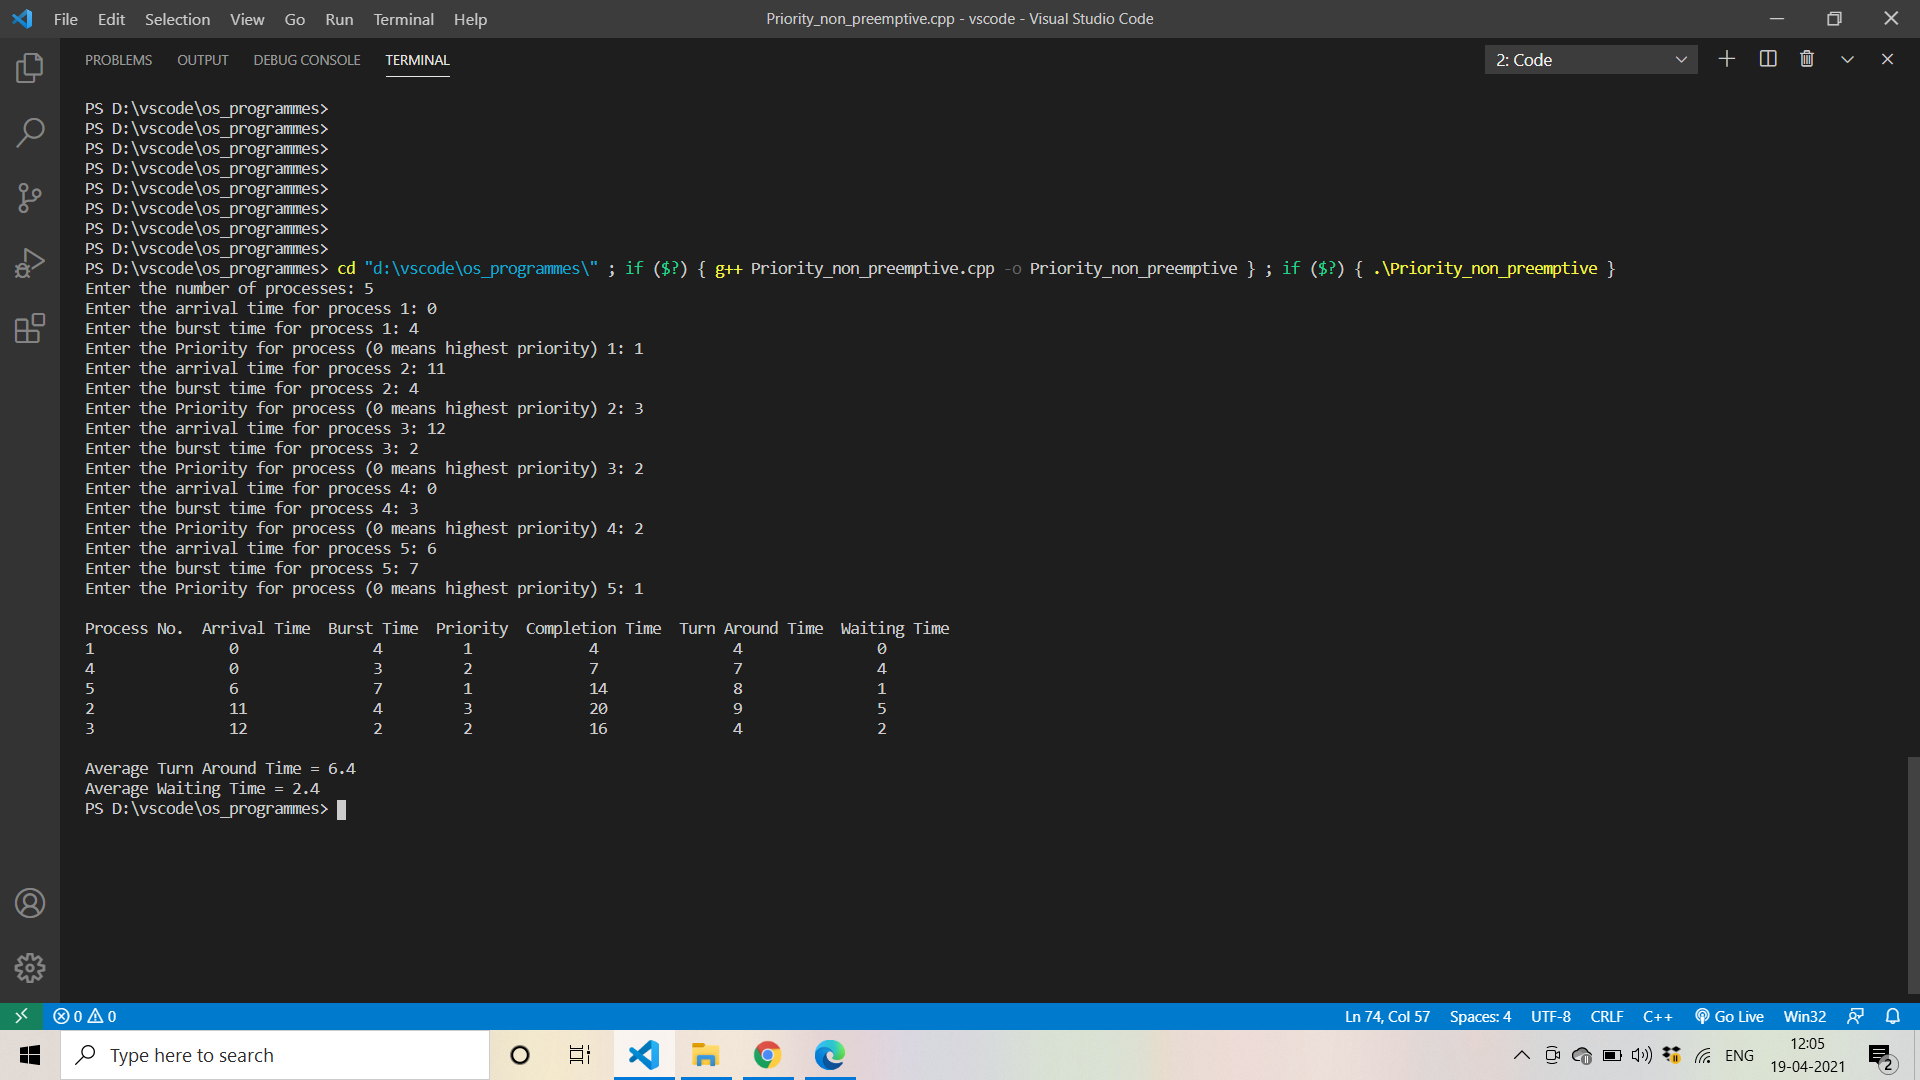 File Edit Selection View Go Run Terminal Help Priority_non_preemptive.cpp - vscode - Visual Studio Code
PROBLEMS OUTPUT DEBUG CONSOLE TERMINAL 2: Code
PS D:\vscode\os_programmes>
PS D:\vscode\os_programmes>
PS D:\vscode\os_programmes>
PS D:\vscode\os_programmes>
PS D:\vscode\os_programmes>
PS D:\vscode\os_programmes>
PS D:\vscode\os_programmes>
PS D:\vscode\os_programmes>
PS D:\vscode\os_programmes> cd "d:\vscode\os_programmes\" ; if ($?) { g++ Priority_non_preemptive.cpp -o Priority_non_preemptive } ; if ($?) { .\Priority_non_preemptive }
Enter the number of processes: 5
Enter the arrival time for process 1: 0
Enter the burst time for process 1: 4
Enter the Priority for process (0 means highest priority) 1: 1
Enter the arrival time for process 2: 11
Enter the burst time for process 2: 4
Enter the Priority for process (0 means highest priority) 2: 3
Enter the arrival time for process 3: 12
Enter the burst time for process 3: 2
Enter the Priority for process (0 means highest priority) 3: 2
Enter the arrival time for process 4: 0
Enter the burst time for process 4: 3
Enter the Priority for process (0 means highest priority) 4: 2
Enter the arrival time for process 5: 6
Enter the burst time for process 5: 7
Enter the Priority for process (0 means highest priority) 5: 1
Process No. Arrival Time Burst Time Priority Completion Time Turn Around Time Waiting Time
1 0 4 1 4 4 0
4 0 3 2 7 7 4
5 6 7 1 14 8 1
2 11 4 3 20 9 5
3 12 2 2 16 4 2
Average Turn Around Time = 6.4
Average Waiting Time = 2.4
PS D:\vscode\os_programmes>
0 0 Ln 74, Col 57 Spaces: 4 UTF-8 CRLF C++ Go Live Win32
Type here to search ENG 12:05
19-04-2021 2